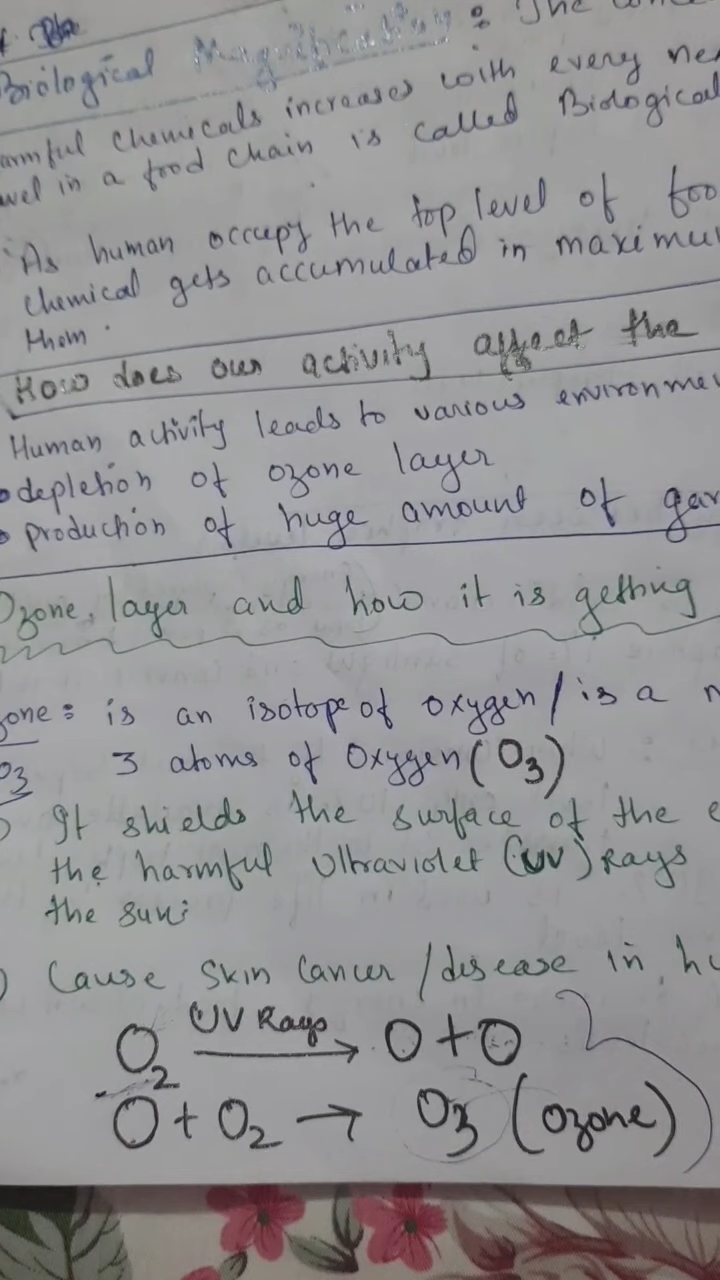 Biological Magnification : The
armful chemicals increases with every ne
vel in a food chain is called Biological
As human occupy the top level of foo
chemical gets accumulated in maximu
them.
How does our activity affect the
Human activity leads to various environme
depletion of ozone layer
production of huge amount of gar
Ozone layer and how it is getting
one : is an isotope of oxygen / is a
O3 3 atoms of Oxygen (O3)
It shields the surface of the e
the harmful Ultraviolet (UV) Rays
the sun:
Cause Skin Cancer / disease in hu
O2 UV Rays → O + O
O + O2 → O3 (Ozone)